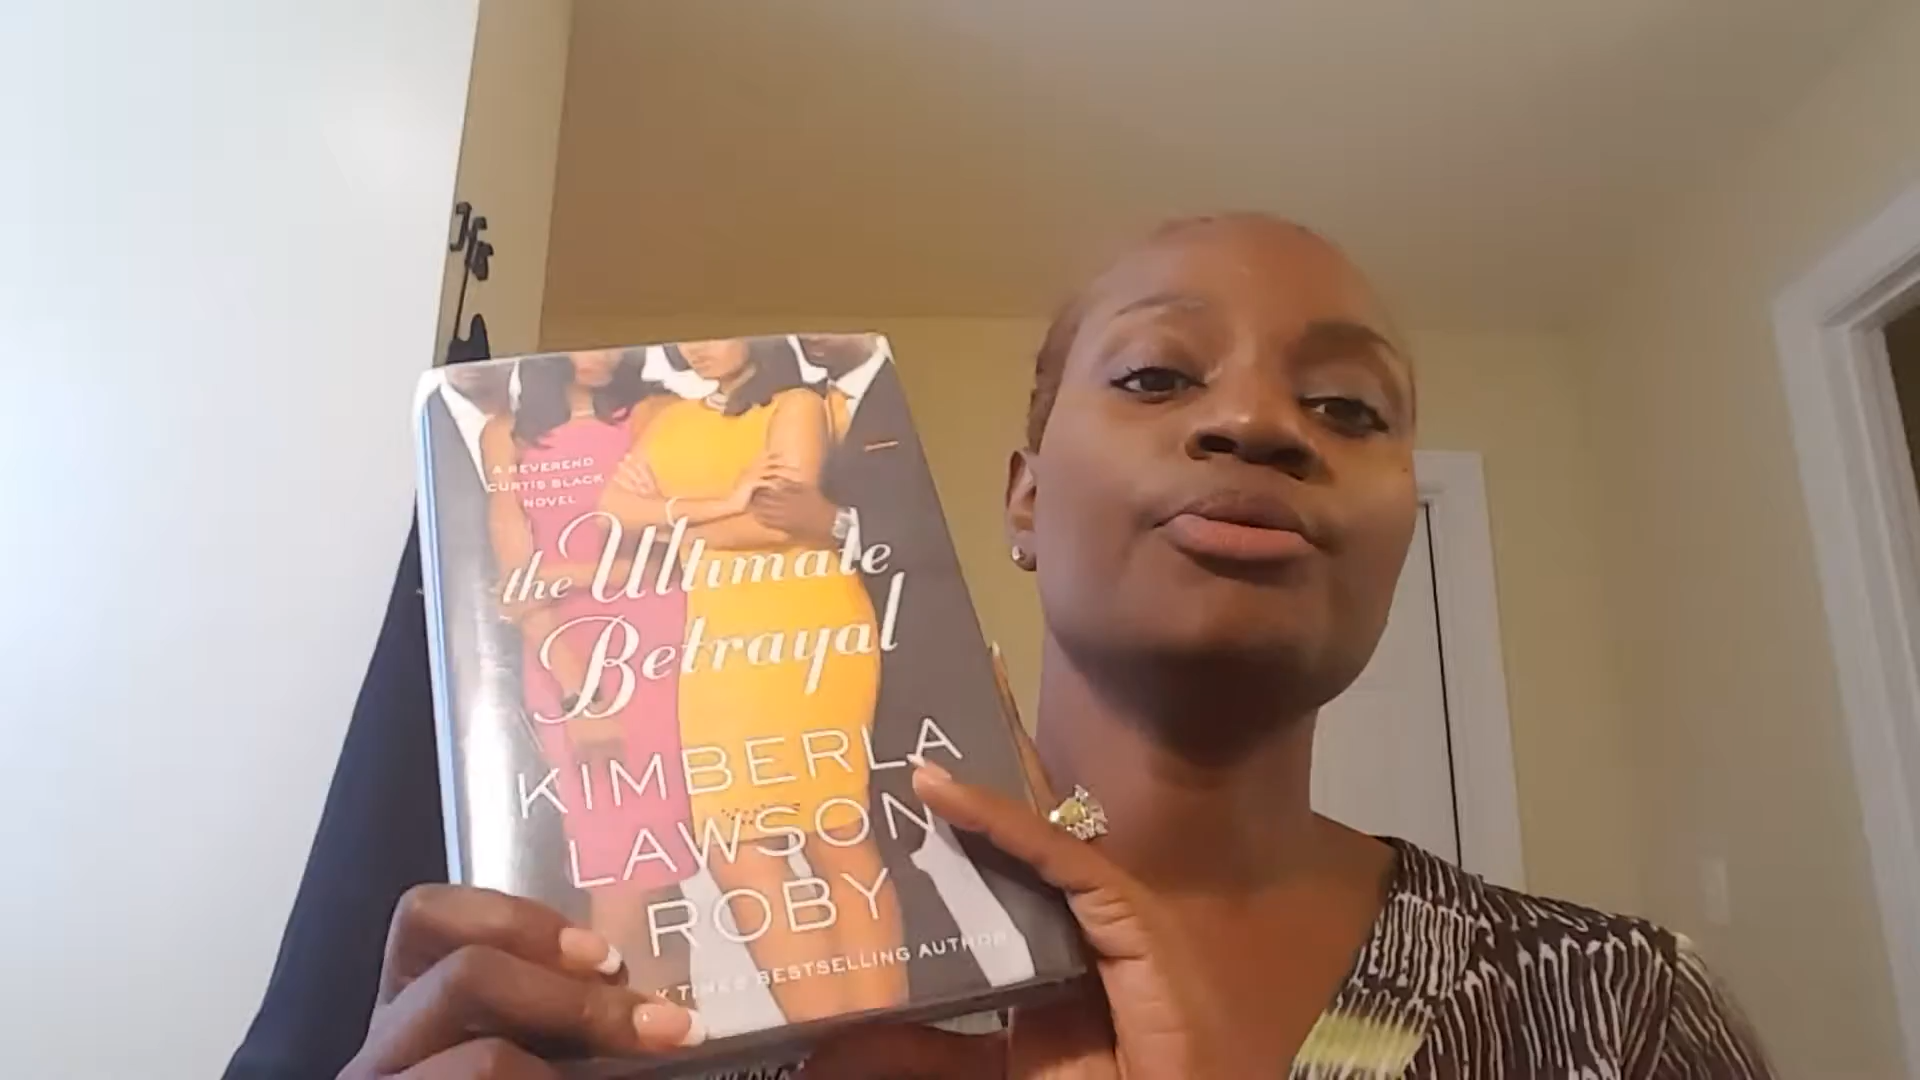 A REVEREND
CURTIS BLACK
NOVEL
the Ultimate
Betrayal
KIMBERLA
LAWSON
ROBY
K TIMES BESTSELLING AUTHOR